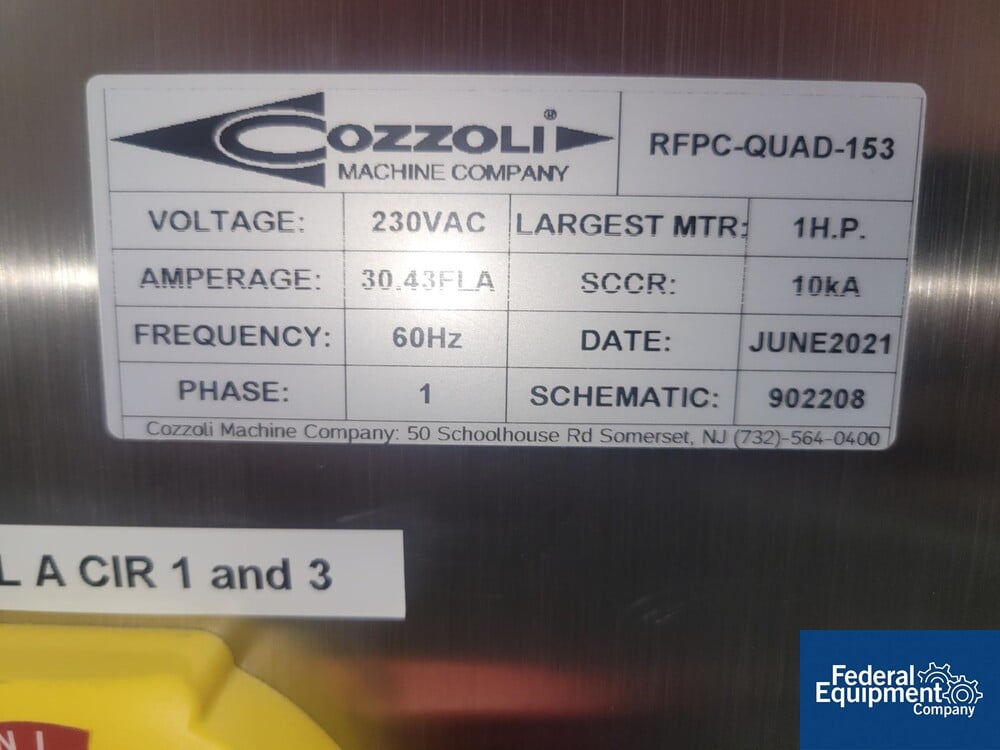 COZZOLI®
MACHINE COMPANY
RFPC-QUAD-153
VOLTAGE: 230VAC LARGEST MTR: 1H.P.
AMPERAGE: 30.43FLA SCCR: 10kA
FREQUENCY: 60Hz DATE: JUNE2021
PHASE: 1 SCHEMATIC: 902208
Cozzoli Machine Company: 50 Schoolhouse Rd Somerset, NJ (732)-564-0400
L A CIR 1 and 3
Federal
Equipment
Company